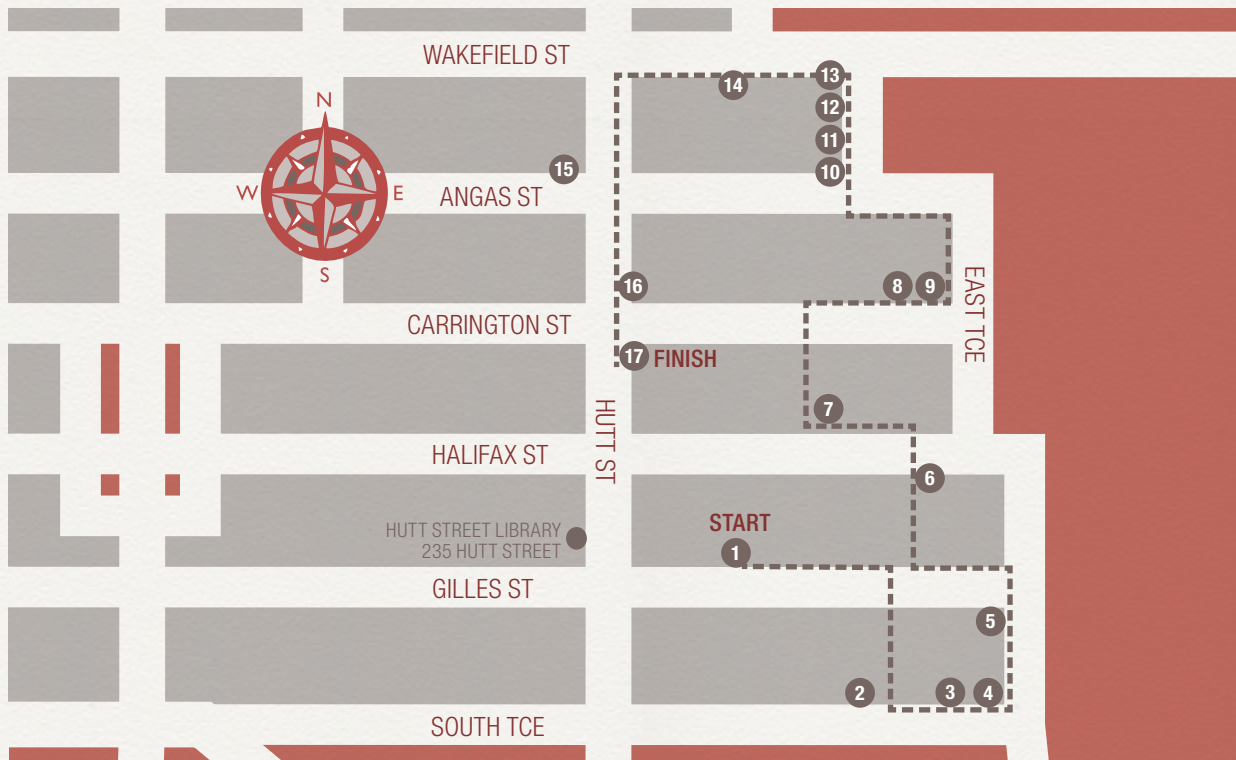 WAKEFIELD ST
13
14
12
N
11
15
10
W
E
ANGAS ST
S
16
8
9
EAST TCE
CARRINGTON ST
17
FINISH
7
HUTT ST
HALIFAX ST
6
START
HUTT STREET LIBRARY
235 HUTT STREET
1
GILLES ST
5
2
3
4
SOUTH TCE